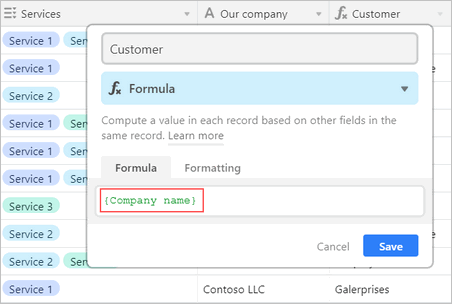 Services
A Our company
fx Customer
Service 1
Customer
Service 1
Formula
Service 2
Compute a value in each record based on other fields in
the same record. Learn more
Service 1
Service 1
Formula Formatting
Service 1
Service 3
{Company name}
Service 2
Service 2
Cancel Save
Service 1 Contoso LLC Galerprises